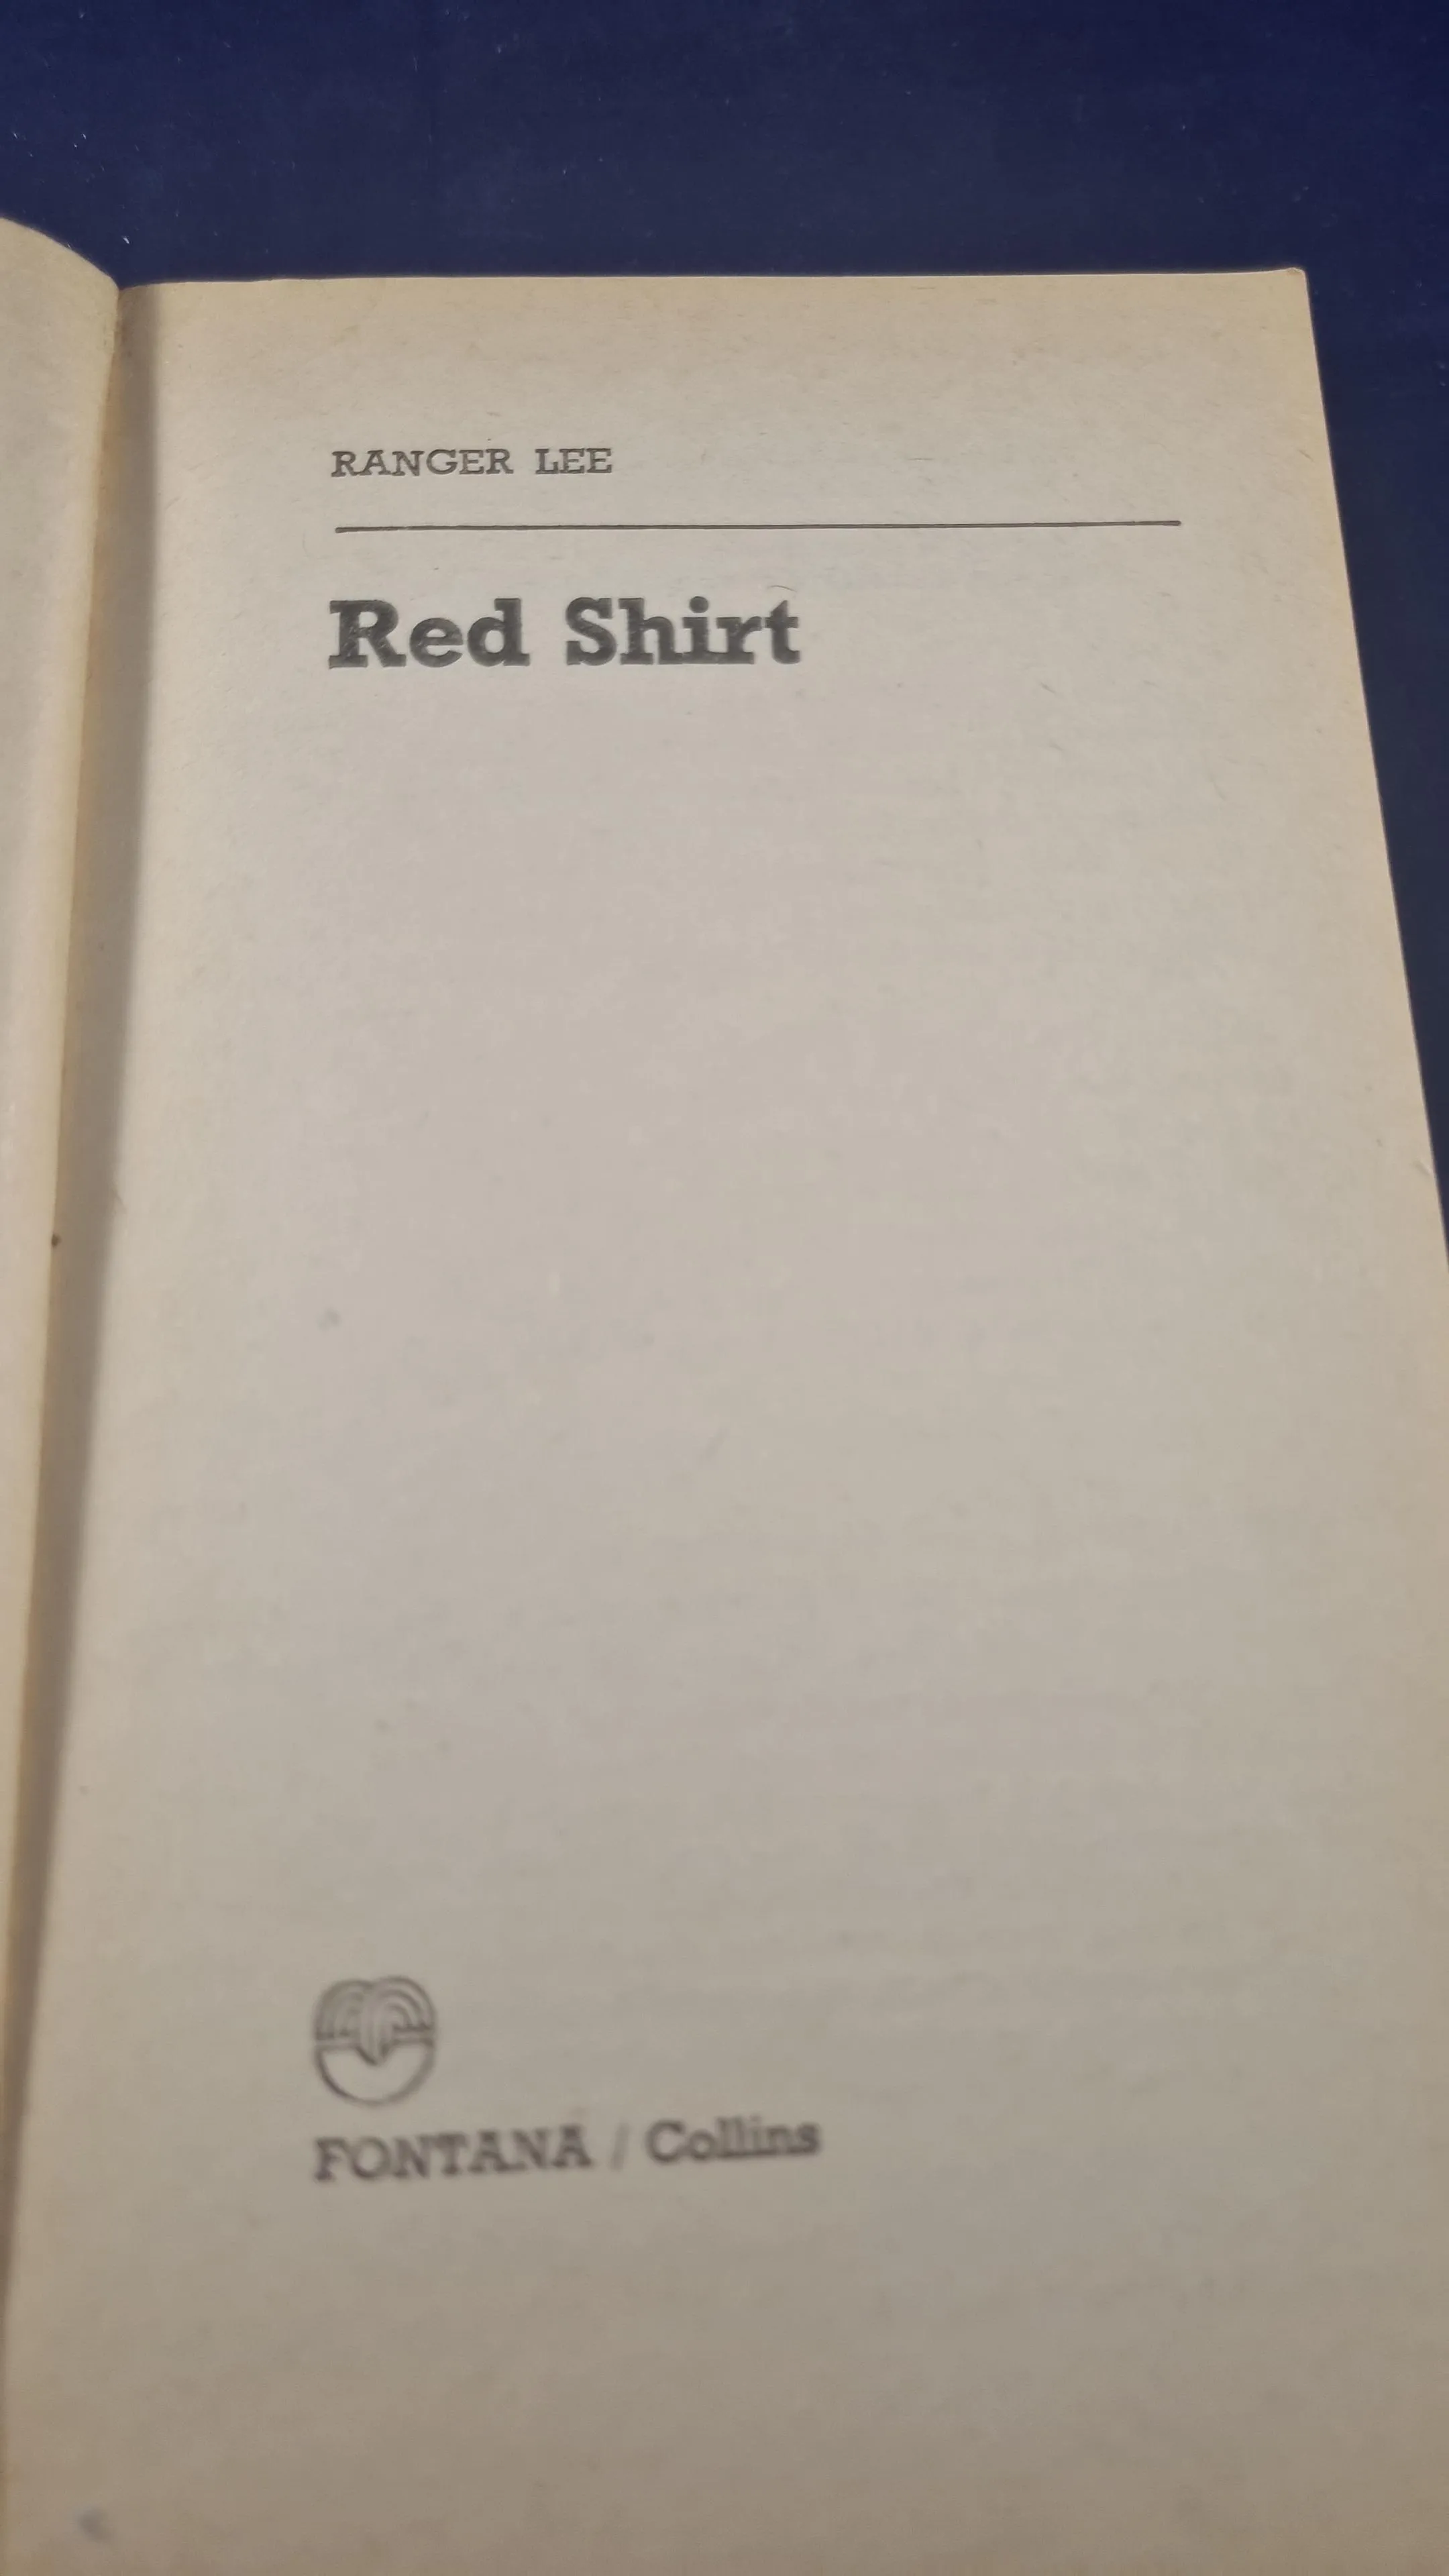 RANGER LEE
Red Shirt
FONTANA / Collins